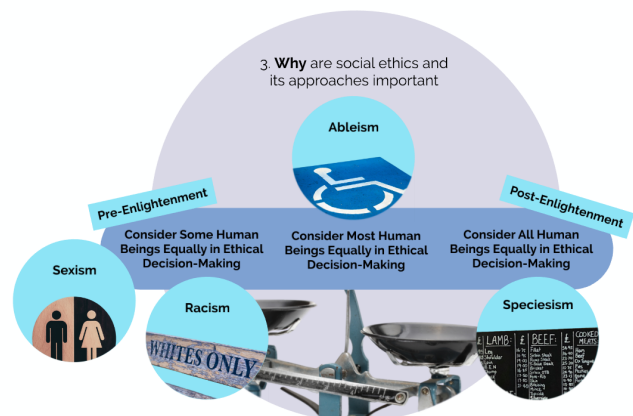 3. Why are social ethics and
its approaches important
Ableism
Pre-Enlightenment
Post-Enlightenment
Consider Some Human
Beings Equally in Ethical
Decision-Making
Consider Most Human
Beings Equally in Ethical
Decision-Making
Consider All Human
Beings Equally in Ethical
Decision-Making
Sexism
Racism
WHITES ONLY
Speciesism
£ LAMB: £ BEEF: £ COOKED
MEATS